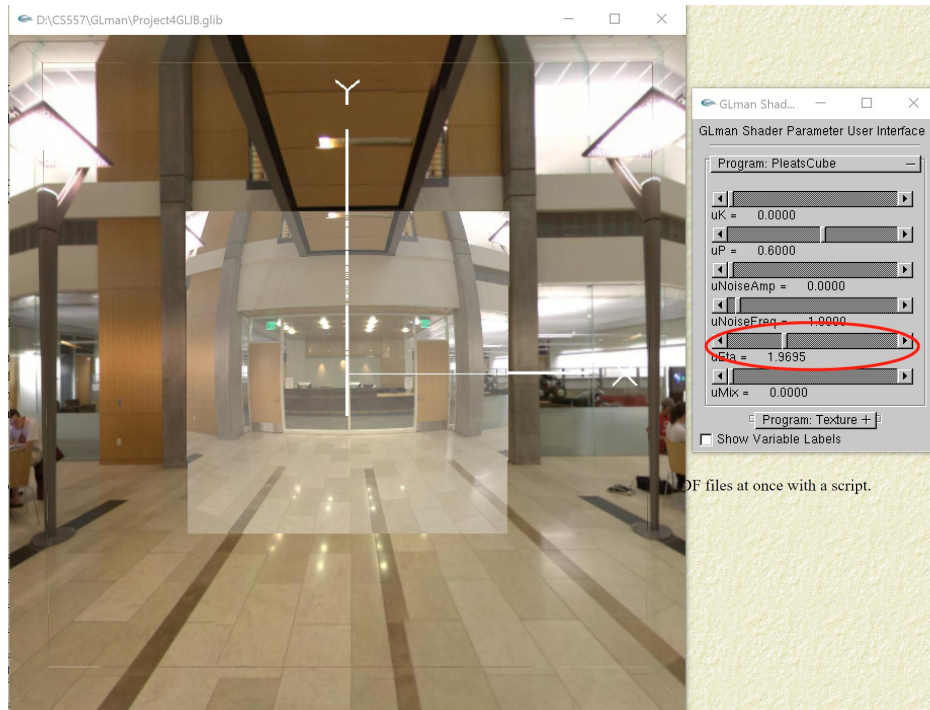 D:\CS557\GLman\Project4GLIB.glib
Y
X
GLman Shad...
GLman Shader Parameter User Interface
Program: PleatsCube
uK = 0.0000
uP = 0.6000
uNoiseAmp = 0.0000
uNoiseFreq = 1.0000
uEta = 1.9695
uMix = 0.0000
Program: Texture +
Show Variable Labels
DF files at once with a script.